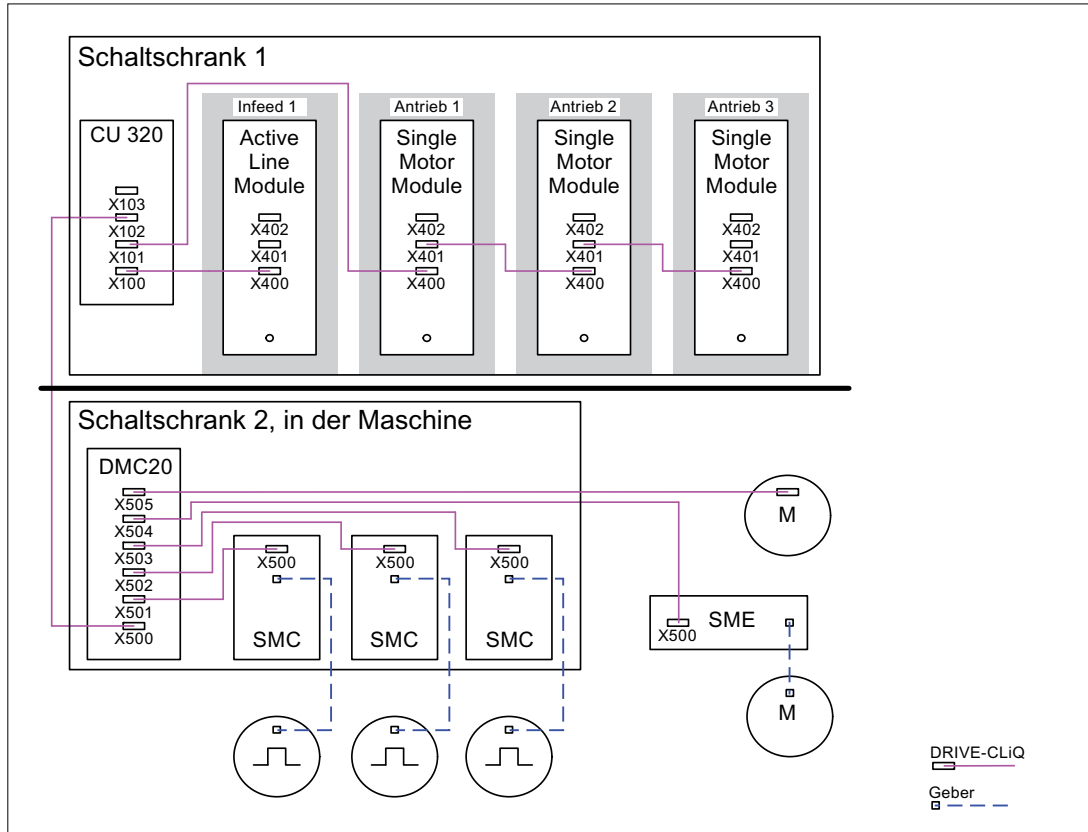 Schaltschrank 1
Infeed 1
Antrieb 1
Antrieb 2
Antrieb 3
CU 320
X103
X102
X101
X100
Active
Line
Module
X402
X401
X400
Single
Motor
Module
X402
X401
X400
Single
Motor
Module
X402
X401
X400
Single
Motor
Module
X402
X401
X400
Schaltschrank 2, in der Maschine
DMC20
X505
X504
X503
X502
X501
X500
X500
SMC
X500
SMC
X500
SMC
M
X500
SME
M
DRIVE-CLiQ
Geber